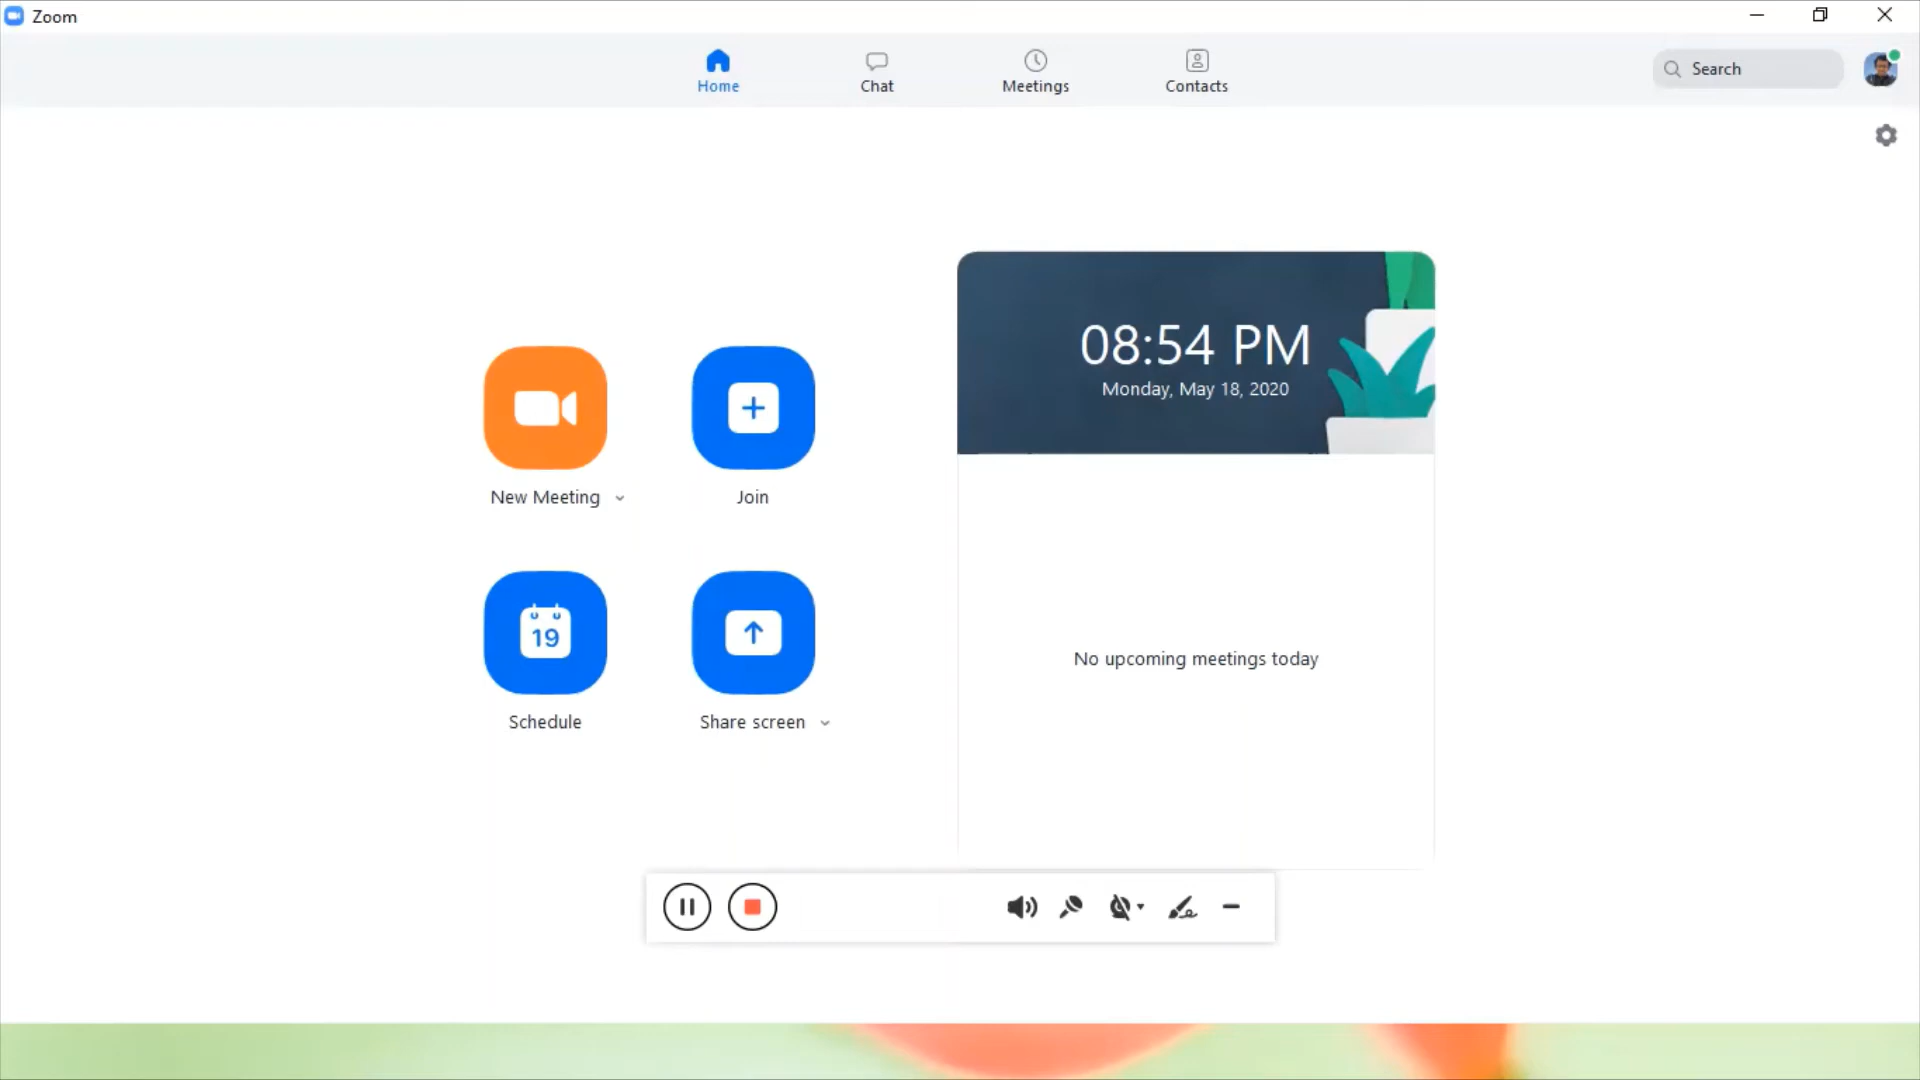 Zoom
Home
Chat
Meetings
Contacts
Search
08:54 PM
Monday, May 18, 2020
New Meeting
Join
19
Schedule
Share screen
No upcoming meetings today